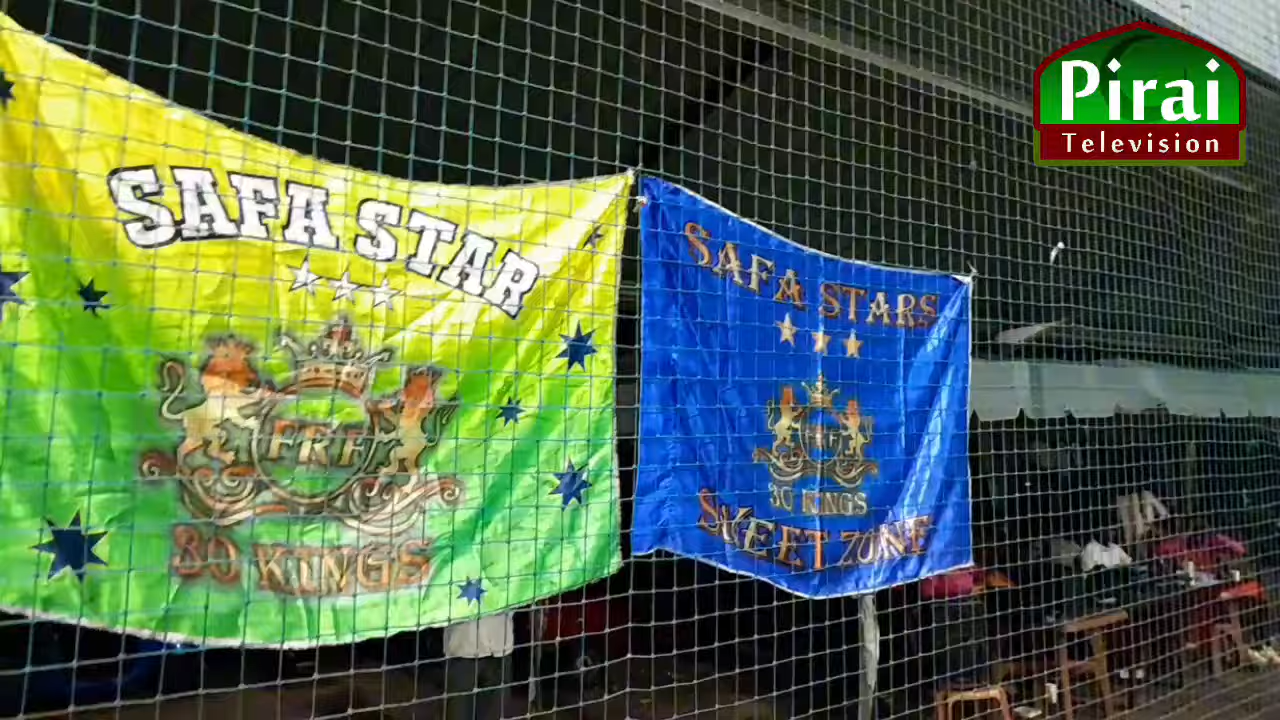 Pirai
Television
SAFA STAR
FRF
30 KINGS
SAFA STARS
FRF
30 KINGS
SWEET ZONE